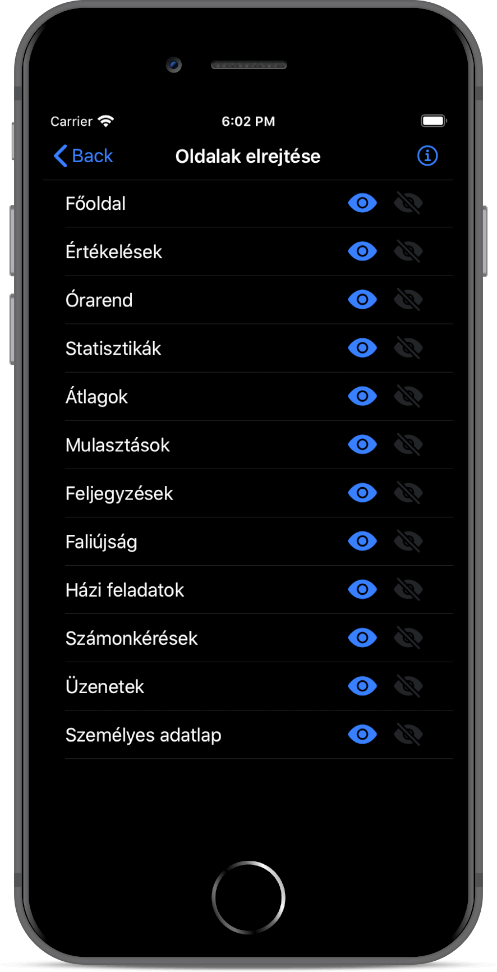 Carrier 6:02 PM
Back Oldalak elrejtése
Főoldal
Értékelések
Órarend
Statisztikák
Átlagok
Mulasztások
Feljegyzések
Faliújság
Házi feladatok
Számonkérések
Üzenetek
Személyes adatlap